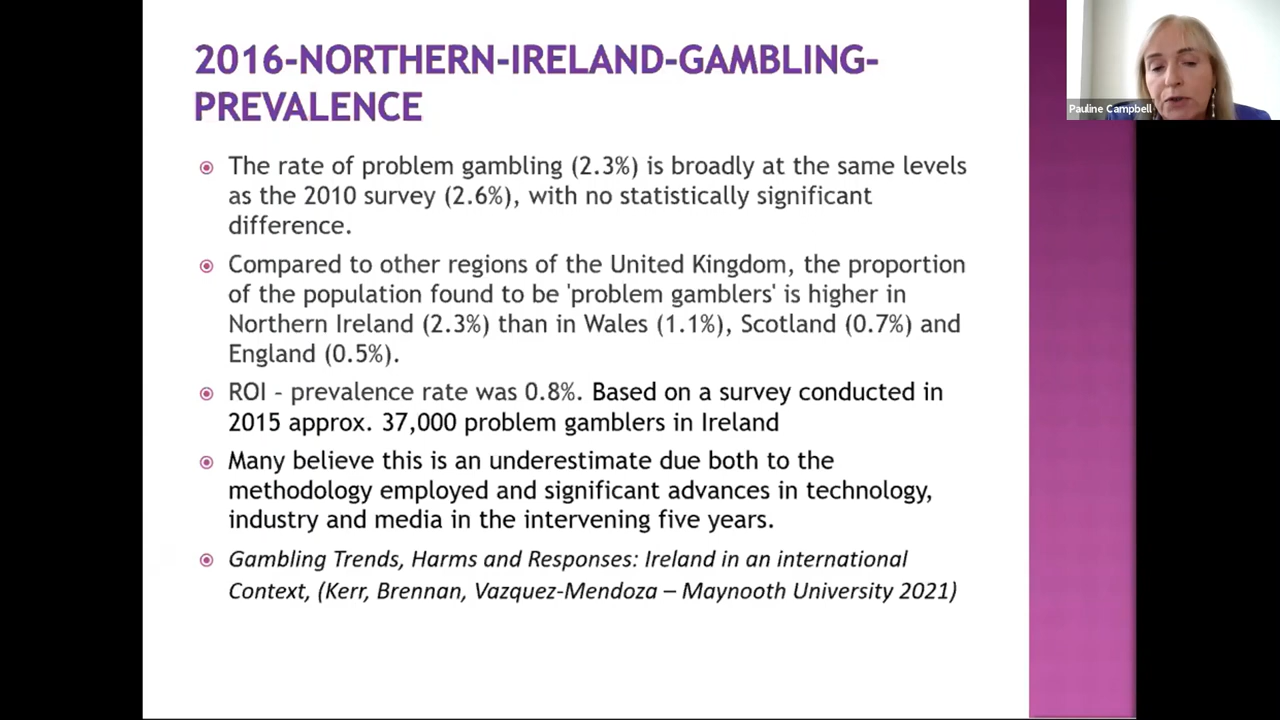 2016-NORTHERN-IRELAND-GAMBLING-
PREVALENCE
The rate of problem gambling (2.3%) is broadly at the same levels
as the 2010 survey (2.6%), with no statistically significant
difference.
Compared to other regions of the United Kingdom, the proportion
of the population found to be 'problem gamblers' is higher in
Northern Ireland (2.3%) than in Wales (1.1%), Scotland (0.7%) and
England (0.5%).
ROI - prevalence rate was 0.8%. Based on a survey conducted in
2015 approx. 37,000 problem gamblers in Ireland
Many believe this is an underestimate due both to the
methodology employed and significant advances in technology,
industry and media in the intervening five years.
Gambling Trends, Harms and Responses: Ireland in an international
Context, (Kerr, Brennan, Vazquez-Mendoza – Maynooth University 2021)
Pauline Campbell